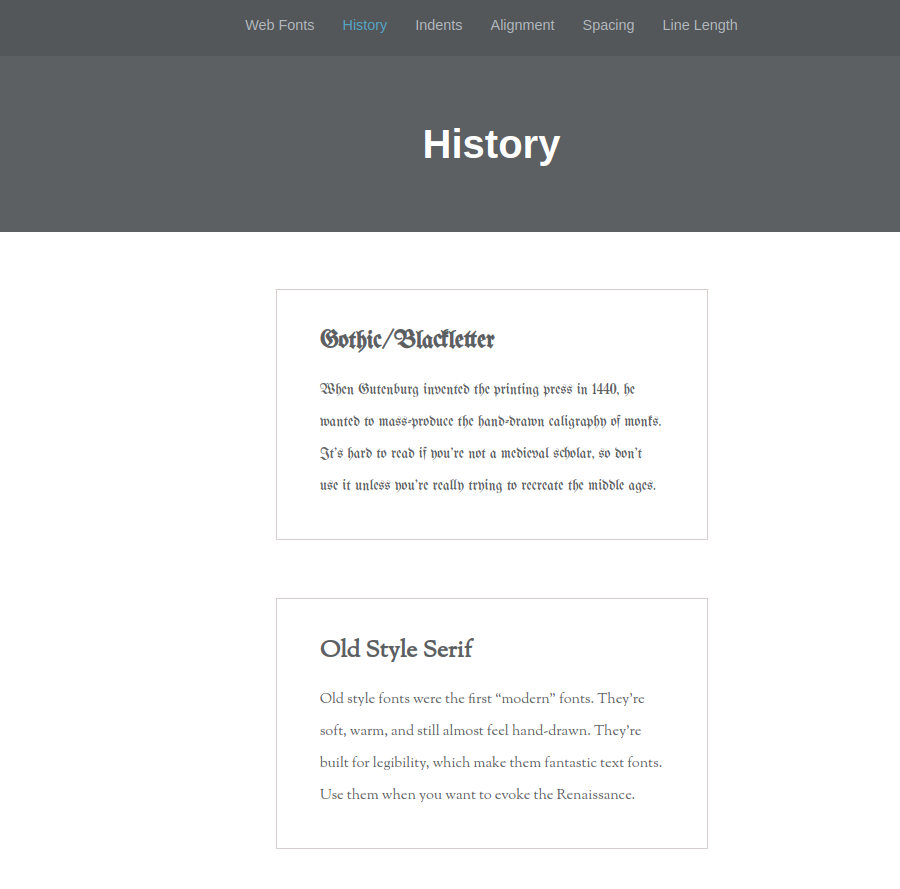 Web Fonts History Indents Alignment Spacing Line Length
History
Gothic/Blackletter
When Gutenburg invented the printing press in 1440, he
wanted to mass-produce the hand-drawn caligraphy of monks.
It’s hard to read if you’re not a medieval scholar, so don’t
use it unless you’re really trying to recreate the middle ages.
Old Style Serif
Old style fonts were the first “modern” fonts. They’re
soft, warm, and still almost feel hand-drawn. They’re
built for legibility, which make them fantastic text fonts.
Use them when you want to evoke the Renaissance.